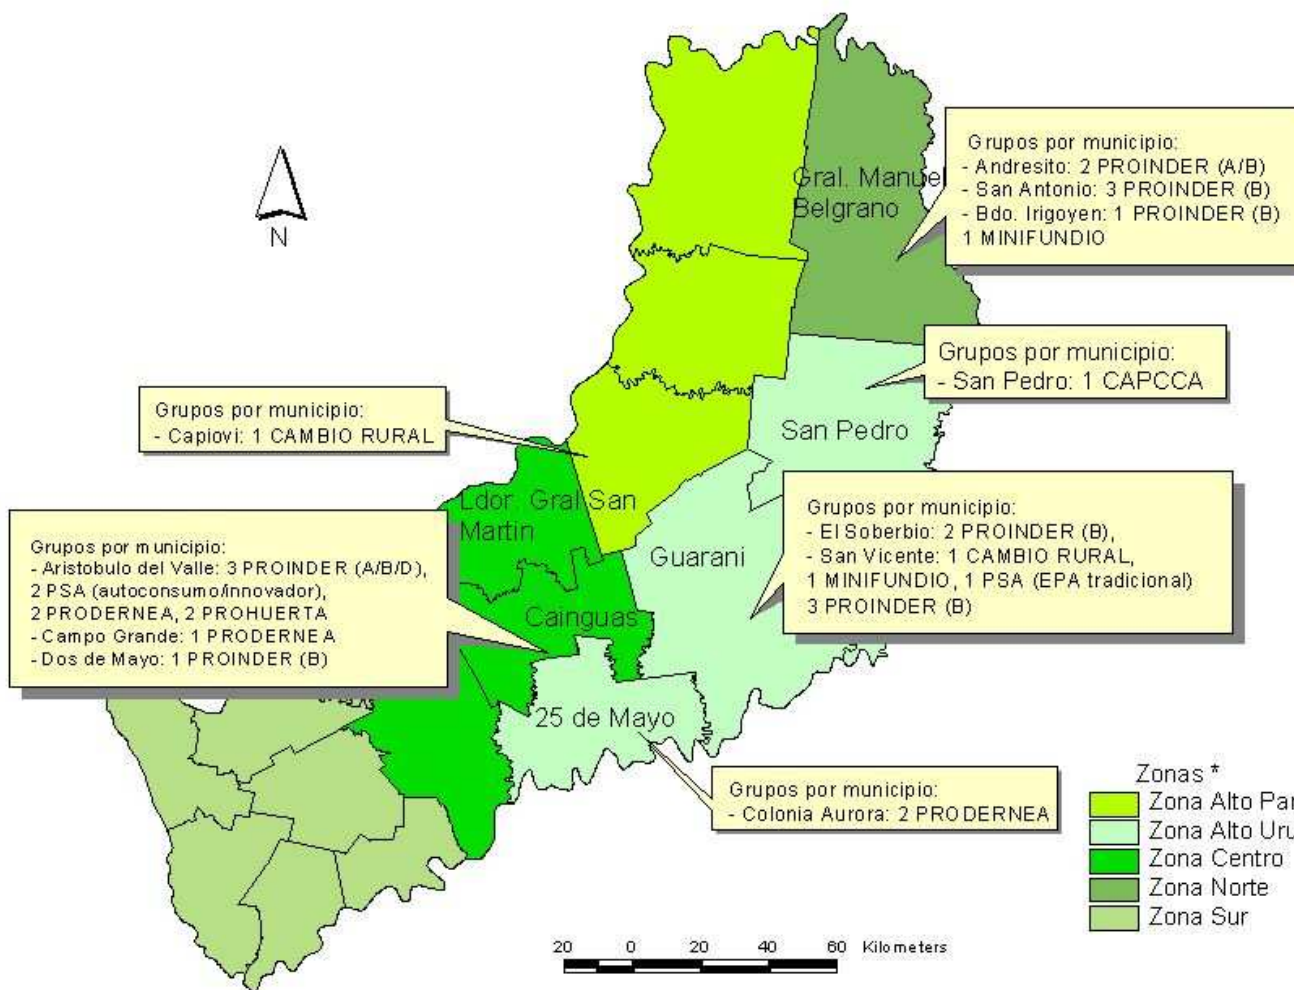 Grupos por municipio:
- Andresito: 2 PROINDER (A/B)
- San Antonio: 3 PROINDER (B)
- Bdo. Irigoyen: 1 PROINDER (B)
1 MINIFUNDIO
Gral. Manuel
Belgrano
N
Grupos por municipio:
- San Pedro: 1 CAPCCA
San Pedro
Grupos por municipio:
- Capiovi: 1 CAMBIO RURAL
Ldor. Gral San
Martin
Guarani
Grupos por municipio:
- El Soberbio: 2 PROINDER (B),
- San Vicente: 1 CAMBIO RURAL,
1 MINIFUNDIO, 1 PSA (EPA tradicional)
3 PROINDER (B)
Grupos por municipio:
- Aristobulo del Valle: 3 PROINDER (A/B/D),
2 PSA (autoconsumo/innovador),
2 PRODERNEA, 2 PROHUERTA
- Campo Grande: 1 PRODERNEA
- Dos de Mayo: 1 PROINDER (B)
Cainguas
25 de Mayo
Grupos por municipio:
- Colonia Aurora: 2 PRODERNEA
Zonas *
Zona Alto Par
Zona Alto Uru
Zona Centro
Zona Norte
Zona Sur
20 0 20 40 60 Kilometers